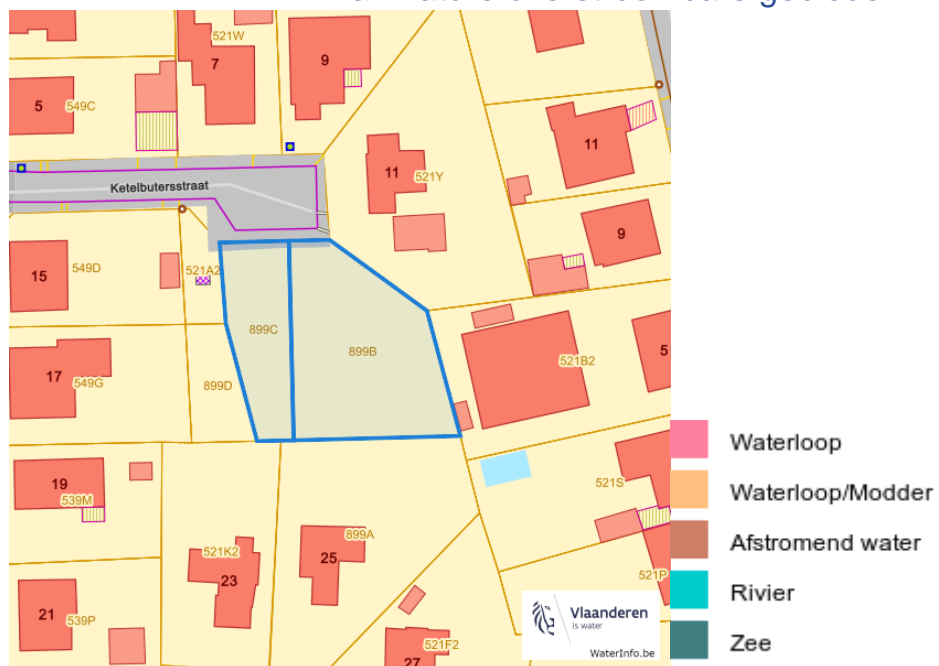 521W
7
9
5
549C
11
521Y
11
Ketelbutersstraat
9
15
549D
521A2
899C
899B
521B2
5
17
549G
899D
Waterloop
Waterloop/Modder
Afstromend water
Rivier
Zee
19
539M
521S
521K2
23
25
899A
521P
21
539P
521F2
27
Vlaanderen
is water
WaterInfo.be